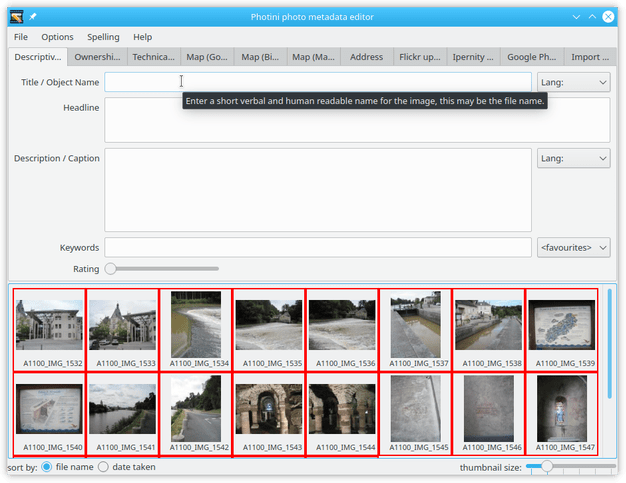 Photini photo metadata editor
File Options Spelling Help
Descriptiv... Ownershi... Technica... Map (Go... Map (Bi... Map (Ma... Address Flickr up... Ipernity ... Google Ph... Import ...
Title / Object Name Lang:
Enter a short verbal and human readable name for the image, this may be the file name.
Headline
Description / Caption Lang:
Keywords <favourites>
Rating
A1100_IMG_1532 A1100_IMG_1533 A1100_IMG_1534 A1100_IMG_1535 A1100_IMG_1536 A1100_IMG_1537 A1100_IMG_1538 A1100_IMG_1539
A1100_IMG_1540 A1100_IMG_1541 A1100_IMG_1542 A1100_IMG_1543 A1100_IMG_1544 A1100_IMG_1545 A1100_IMG_1546 A1100_IMG_1547
sort by: file name date taken thumbnail size: